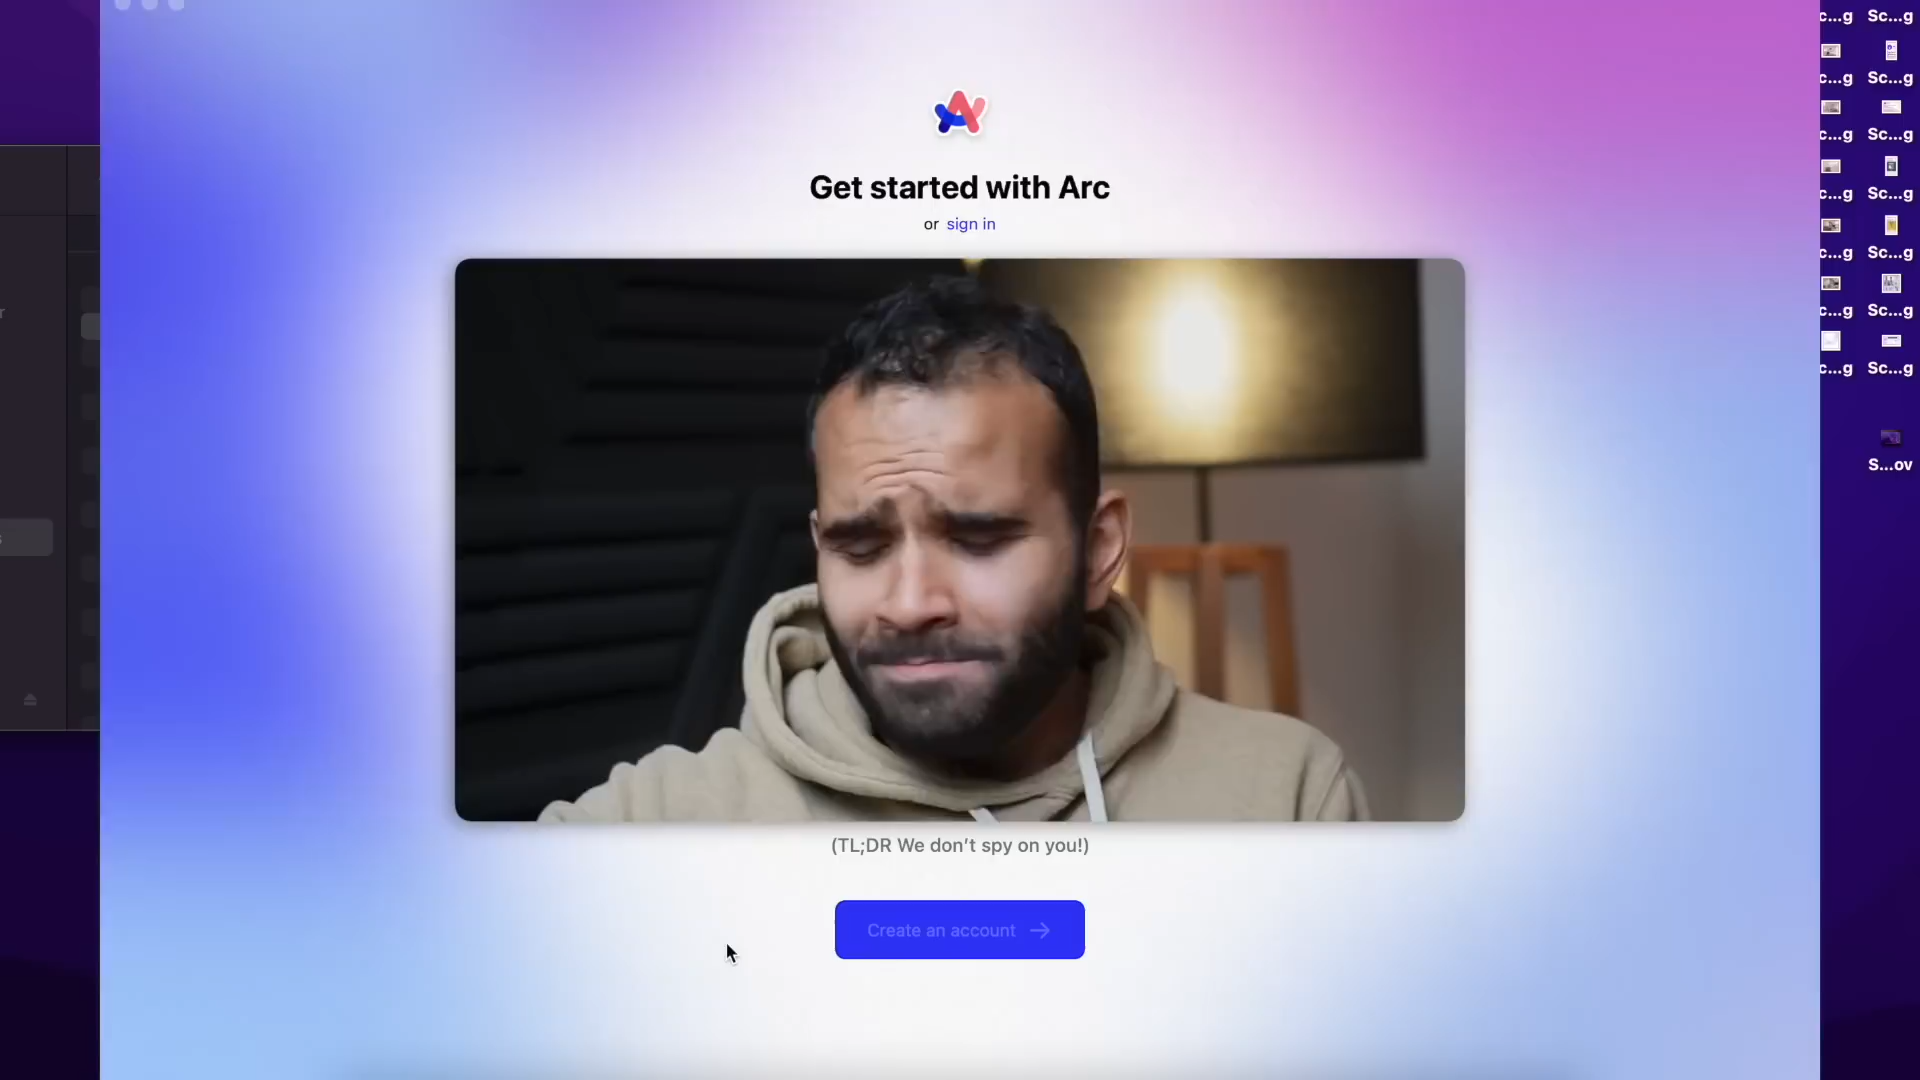 Get started with Arc
or sign in
(TL;DR We don’t spy on you!)
Create an account
c...g Sc...g
c...g Sc...g
c...g Sc...g
c...g Sc...g
c...g Sc...g
c...g Sc...g
c...g Sc...g
S...ov